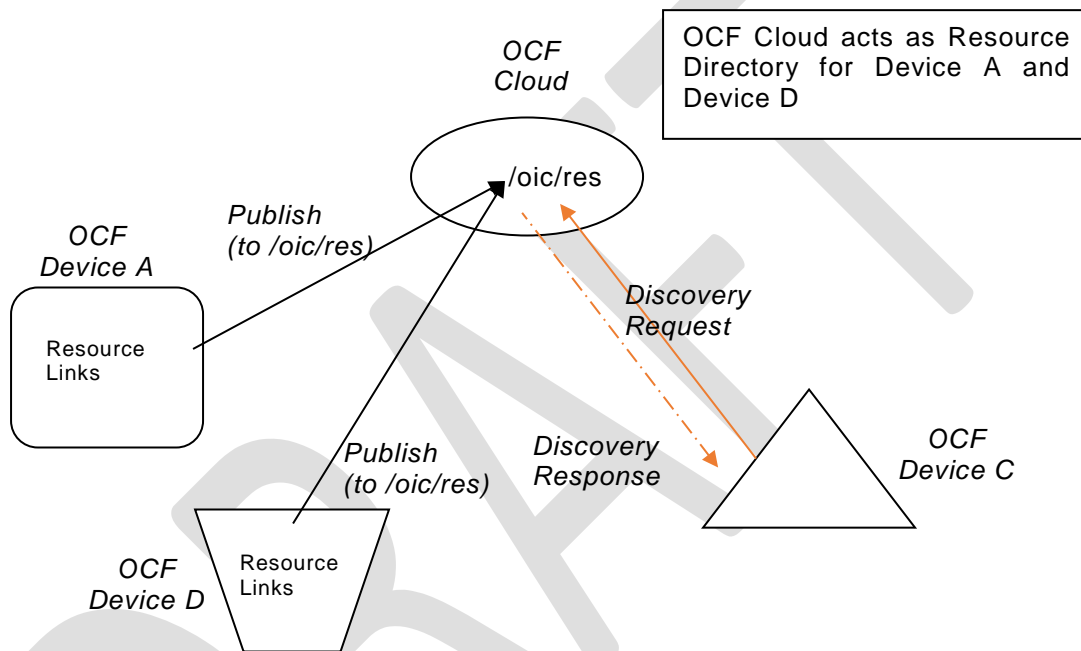 OCF
Cloud
OCF Cloud acts as Resource
Directory for Device A and
Device D
/oic/res
Publish
(to /oic/res)
OCF
Device A
Resource
Links
Discovery
Request
Publish
(to /oic/res)
Discovery
Response
OCF
Device C
OCF
Device D
Resource
Links
DRAFT